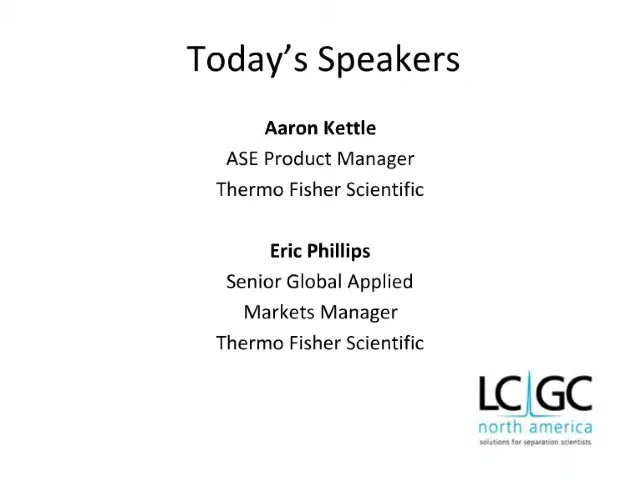 Today's Speakers
Aaron Kettle
ASE Product Manager
Thermo Fisher Scientific
Eric Phillips
Senior Global Applied
Markets Manager
Thermo Fisher Scientific
LC GC
north america
solutions for separation scientists